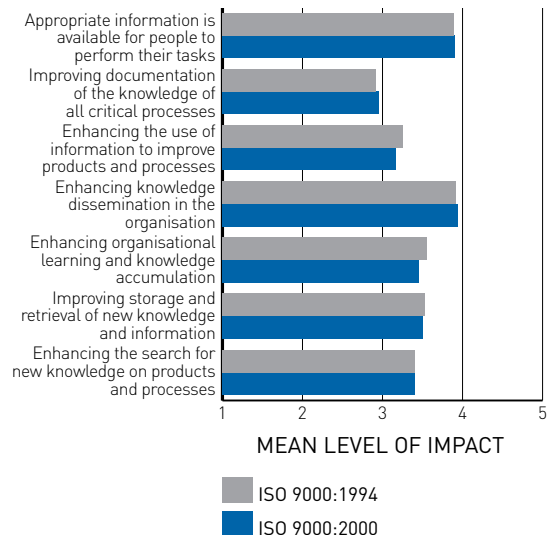 Appropriate information is
available for people to
perform their tasks
Improving documentation
of the knowledge of
all critical processes
Enhancing the use of
information to improve
products and processes
Enhancing knowledge
dissemination in the
organisation
Enhancing organisational
learning and knowledge
accumulation
Improving storage and
retrieval of new knowledge
and information
Enhancing the search for
new knowledge on products
and processes
1 2 3 4 5
MEAN LEVEL OF IMPACT
ISO 9000:1994
ISO 9000:2000